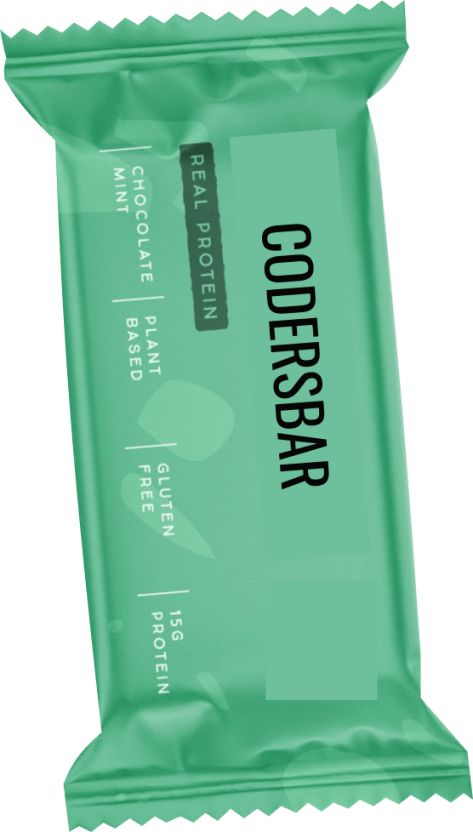 CODERSBAR
REAL PROTEIN
CHOCOLATE
MINT
PLANT
BASED
GLUTEN
FREE
15G
PROTEIN